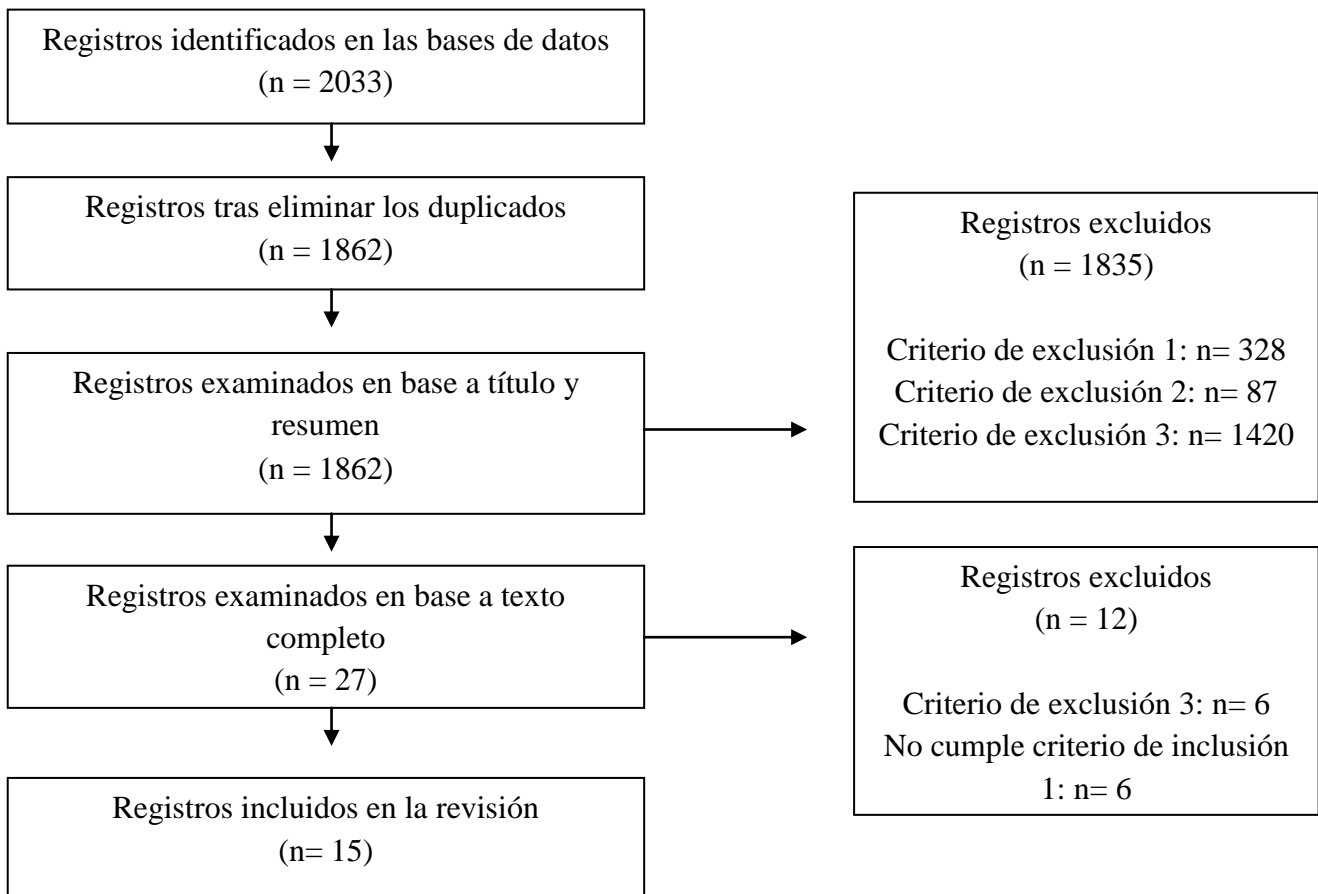 Registros identificados en las bases de datos
(n = 2033)
Registros tras eliminar los duplicados
(n = 1862)
Registros excluidos
(n = 1835)
Criterio de exclusión 1: n= 328
Criterio de exclusión 2: n= 87
Criterio de exclusión 3: n= 1420
Registros examinados en base a título y
resumen
(n = 1862)
Registros examinados en base a texto
completo
(n = 27)
Registros excluidos
(n = 12)
Criterio de exclusión 3: n= 6
No cumple criterio de inclusión
1: n= 6
Registros incluidos en la revisión
(n= 15)